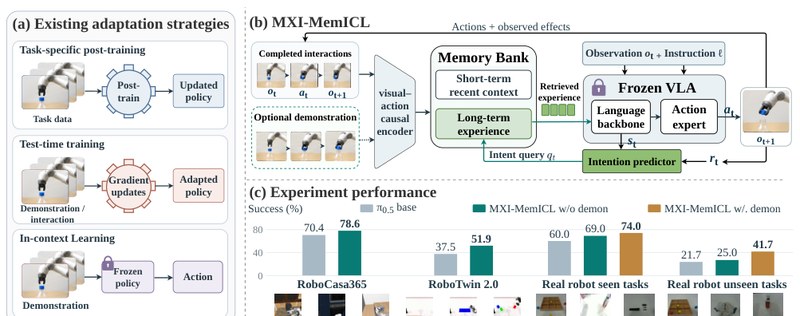 (a) Existing adaptation strategies
Task-specific post-training
Post-
train
Updated
policy
Task data
Test-time training
Gradient
updates
Adapted
policy
Demonstration /
interaction
In-context Learning
Frozen
policy
Action
Demonstration
(b) MXI-MemICL
Actions + observed effects
Completed interactions
oₜ aₜ oₜ₊₁
Optional demonstration
visual–
action
causal
encoder
Memory Bank
Short-term
recent context
Long-term
experience
Retrieved
experience
Intent query qₜ
Observation oₜ + Instruction ℓ
Frozen VLA
Language
backbone
Action
expert
aₜ
sₜ
oₜ₊₁
Intention predictor
rₜ
(c) Experiment performance
Success (%)
π₀.₅ base
MXI-MemICL w/o demon
MXI-MemICL w/. demon
80
40
0
70.4 78.6
37.5 51.9
60.0 69.0 74.0
21.7 25.0 41.7
RoboCasa365 RoboTwin 2.0 Real robot seen tasks Real robot unseen tasks